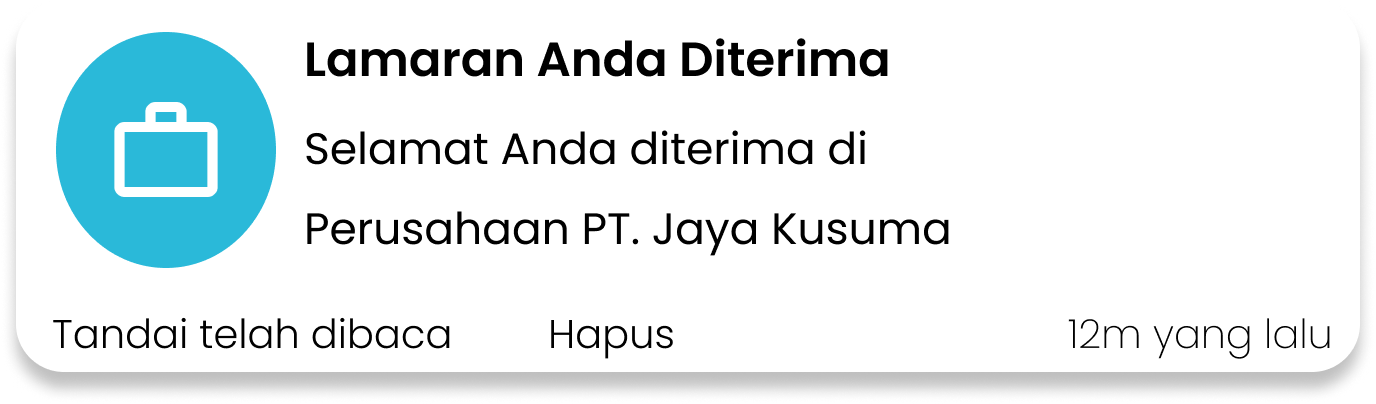 Lamaran Anda Diterima
Selamat Anda diterima di
Perusahaan PT. Jaya Kusuma
Tandai telah dibaca Hapus 12m yang lalu